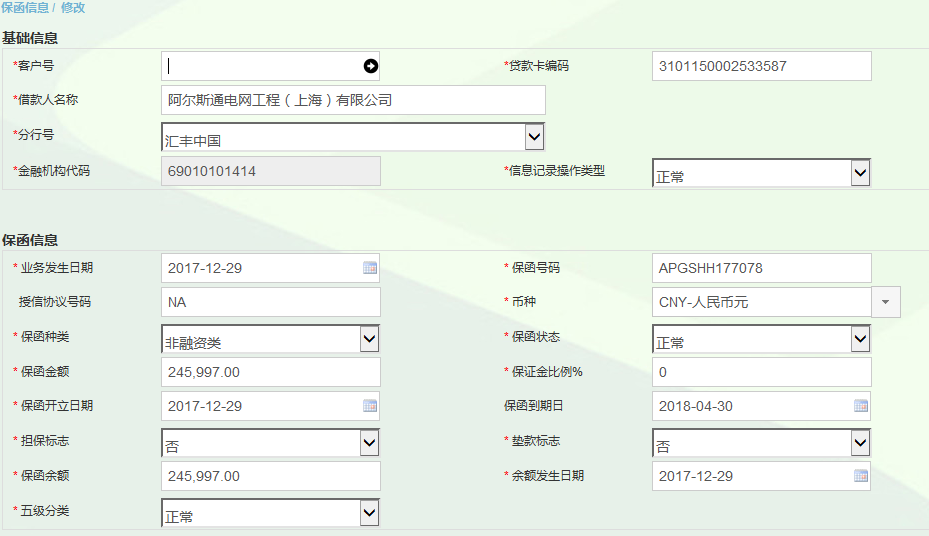 保函信息 / 修改
基础信息
*客户号 *贷款卡编码 3101150002533587
*借款人名称 阿尔斯通电网工程（上海）有限公司
*分行号 汇丰中国
*金融机构代码 69010101414 *信息记录操作类型 正常
保函信息
* 业务发生日期 2017-12-29 * 保函号码 APGSHH177078
授信协议号码 NA * 币种 CNY-人民币元
* 保函种类 非融资类 * 保函状态 正常
* 保函金额 245,997.00 * 保证金比例% 0
* 保函开立日期 2017-12-29 保函到期日 2018-04-30
* 担保标志 否 * 垫款标志 否
* 保函余额 245,997.00 * 余额发生日期 2017-12-29
* 五级分类 正常